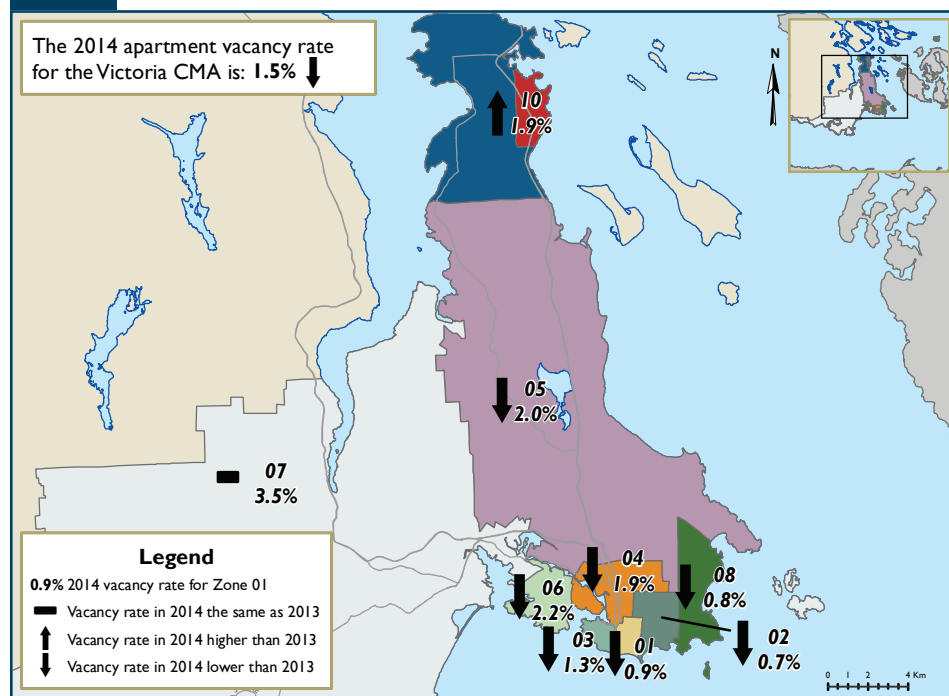 The 2014 apartment vacancy rate
for the Victoria CMA is: 1.5%
N
10
1.9%
05
2.0%
07
3.5%
04
1.9%
08
0.8%
06
2.2%
03
1.3%
01
0.9%
02
0.7%
Legend
0.9% 2014 vacancy rate for Zone 01
Vacancy rate in 2014 the same as 2013
Vacancy rate in 2014 higher than 2013
Vacancy rate in 2014 lower than 2013
0 1 2 4 Km